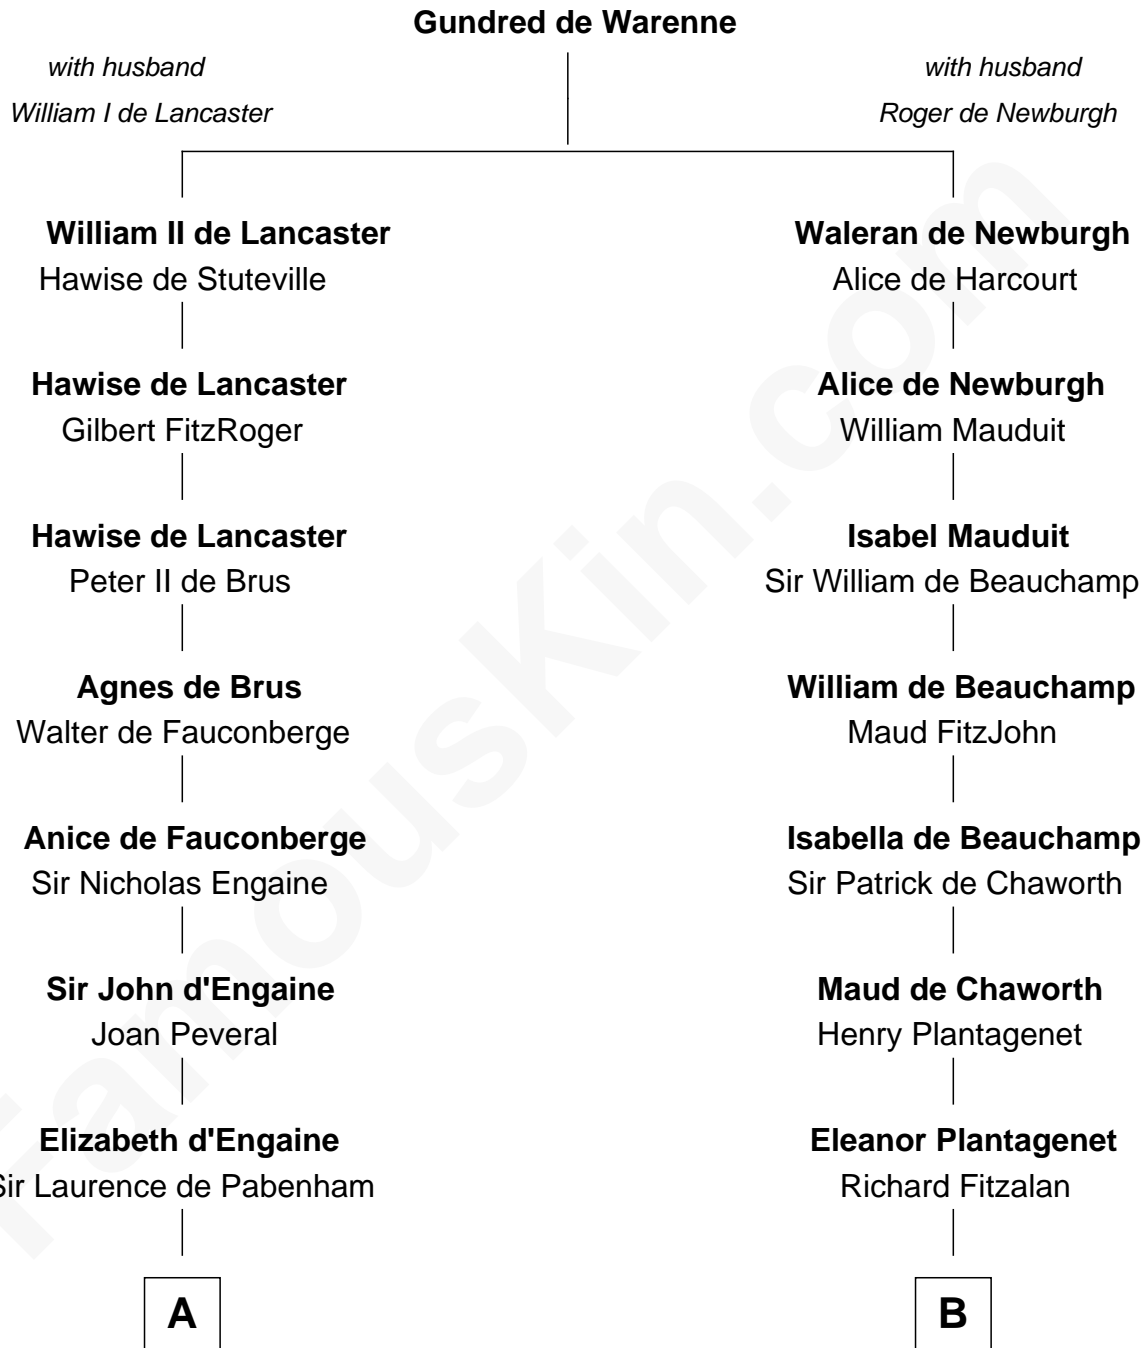 Gundred de Warenne
with husband
William I de Lancaster
with husband
Roger de Newburgh
William II de Lancaster
Hawise de Stuteville
Waleran de Newburgh
Alice de Harcourt
Hawise de Lancaster
Gilbert FitzRoger
Alice de Newburgh
William Mauduit
Hawise de Lancaster
Peter II de Brus
Isabel Mauduit
Sir William de Beauchamp
Agnes de Brus
Walter de Fauconberge
William de Beauchamp
Maud FitzJohn
Anice de Fauconberge
Sir Nicholas Engaine
Isabella de Beauchamp
Sir Patrick de Chaworth
Sir John d'Engaine
Joan Peveral
Maud de Chaworth
Henry Plantagenet
Elizabeth d'Engaine
Sir Laurence de Pabenham
Eleanor Plantagenet
Richard Fitzalan
A
B
FamousKin.com